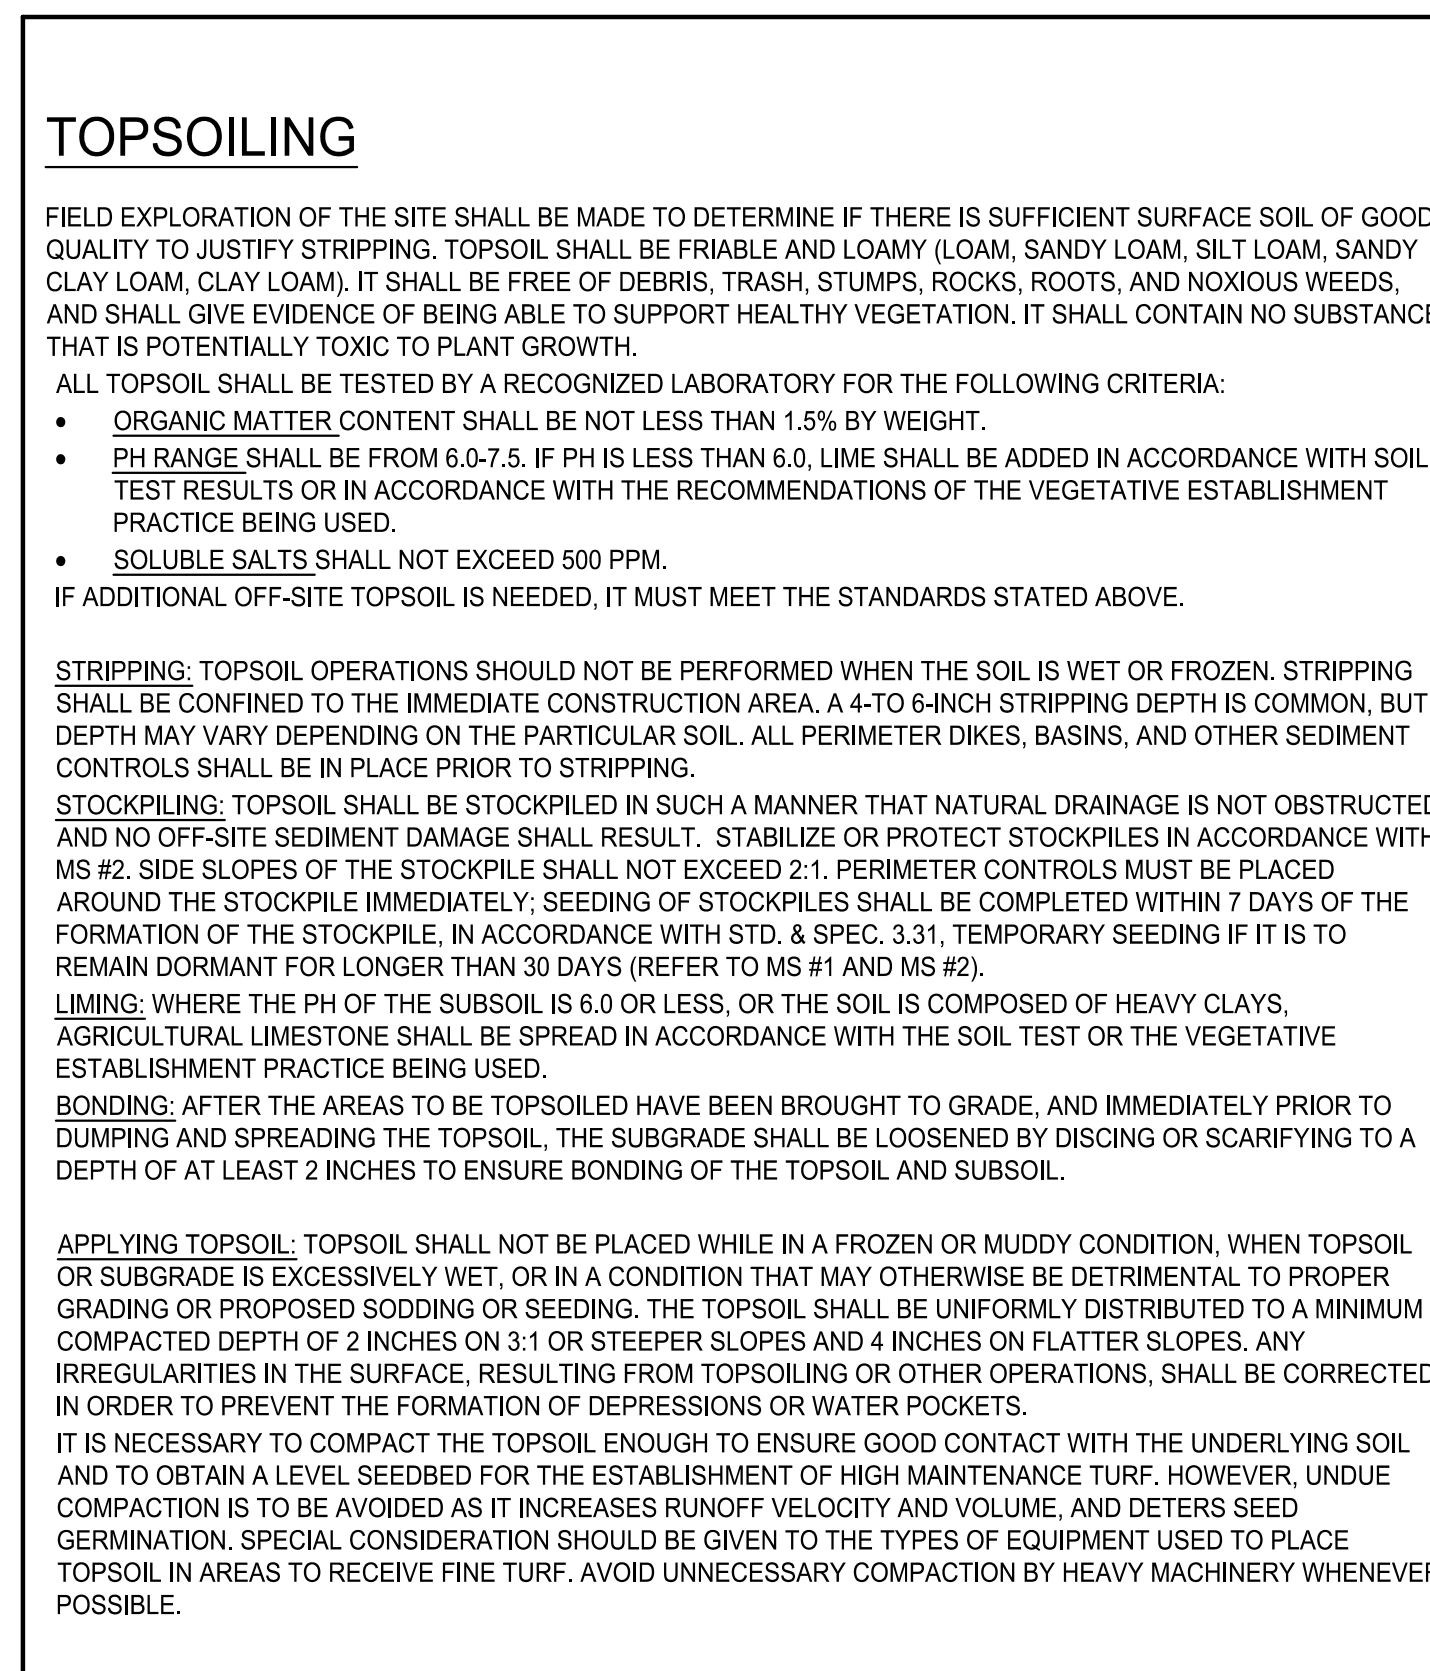 TOPSOILING
FIELD EXPLORATION OF THE SITE SHALL BE MADE TO DETERMINE IF THERE IS SUFFICIENT SURFACE SOIL OF GOOD
QUALITY TO JUSTIFY STRIPPING. TOPSOIL SHALL BE FRIABLE AND LOAMY (LOAM, SANDY LOAM, SILT LOAM, SANDY
CLAY LOAM, CLAY LOAM). IT SHALL BE FREE OF DEBRIS, TRASH, STUMPS, ROCKS, ROOTS, AND NOXIOUS WEEDS,
AND SHALL GIVE EVIDENCE OF BEING ABLE TO SUPPORT HEALTHY VEGETATION. IT SHALL CONTAIN NO SUBSTANCE
THAT IS POTENTIALLY TOXIC TO PLANT GROWTH.
ALL TOPSOIL SHALL BE TESTED BY A RECOGNIZED LABORATORY FOR THE FOLLOWING CRITERIA:
• ORGANIC MATTER CONTENT SHALL BE NOT LESS THAN 1.5% BY WEIGHT.
• PH RANGE SHALL BE FROM 6.0-7.5. IF PH IS LESS THAN 6.0, LIME SHALL BE ADDED IN ACCORDANCE WITH SOIL
TEST RESULTS OR IN ACCORDANCE WITH THE RECOMMENDATIONS OF THE VEGETATIVE ESTABLISHMENT
PRACTICE BEING USED.
• SOLUBLE SALTS SHALL NOT EXCEED 500 PPM.
IF ADDITIONAL OFF-SITE TOPSOIL IS NEEDED, IT MUST MEET THE STANDARDS STATED ABOVE.
STRIPPING: TOPSOIL OPERATIONS SHOULD NOT BE PERFORMED WHEN THE SOIL IS WET OR FROZEN. STRIPPING
SHALL BE CONFINED TO THE IMMEDIATE CONSTRUCTION AREA. A 4-TO 6-INCH STRIPPING DEPTH IS COMMON, BUT
DEPTH MAY VARY DEPENDING ON THE PARTICULAR SOIL. ALL PERIMETER DIKES, BASINS, AND OTHER SEDIMENT
CONTROLS SHALL BE IN PLACE PRIOR TO STRIPPING.
STOCKPILING: TOPSOIL SHALL BE STOCKPILED IN SUCH A MANNER THAT NATURAL DRAINAGE IS NOT OBSTRUCTED
AND NO OFF-SITE SEDIMENT DAMAGE SHALL RESULT. STABILIZE OR PROTECT STOCKPILES IN ACCORDANCE WITH
MS #2. SIDE SLOPES OF THE STOCKPILE SHALL NOT EXCEED 2:1. PERIMETER CONTROLS MUST BE PLACED
AROUND THE STOCKPILE IMMEDIATELY; SEEDING OF STOCKPILES SHALL BE COMPLETED WITHIN 7 DAYS OF THE
FORMATION OF THE STOCKPILE, IN ACCORDANCE WITH STD. & SPEC. 3.31, TEMPORARY SEEDING IF IT IS TO
REMAIN DORMANT FOR LONGER THAN 30 DAYS (REFER TO MS #1 AND MS #2).
LIMING: WHERE THE PH OF THE SUBSOIL IS 6.0 OR LESS, OR THE SOIL IS COMPOSED OF HEAVY CLAYS,
AGRICULTURAL LIMESTONE SHALL BE SPREAD IN ACCORDANCE WITH THE SOIL TEST OR THE VEGETATIVE
ESTABLISHMENT PRACTICE BEING USED.
BONDING: AFTER THE AREAS TO BE TOPSOILED HAVE BEEN BROUGHT TO GRADE, AND IMMEDIATELY PRIOR TO
DUMPING AND SPREADING THE TOPSOIL, THE SUBGRADE SHALL BE LOOSENED BY DISCING OR SCARIFYING TO A
DEPTH OF AT LEAST 2 INCHES TO ENSURE BONDING OF THE TOPSOIL AND SUBSOIL.
APPLYING TOPSOIL: TOPSOIL SHALL NOT BE PLACED WHILE IN A FROZEN OR MUDDY CONDITION, WHEN TOPSOIL
OR SUBGRADE IS EXCESSIVELY WET, OR IN A CONDITION THAT MAY OTHERWISE BE DETRIMENTAL TO PROPER
GRADING OR PROPOSED SODDING OR SEEDING. THE TOPSOIL SHALL BE UNIFORMLY DISTRIBUTED TO A MINIMUM
COMPACTED DEPTH OF 2 INCHES ON 3:1 OR STEEPER SLOPES AND 4 INCHES ON FLATTER SLOPES. ANY
IRREGULARITIES IN THE SURFACE, RESULTING FROM TOPSOILING OR OTHER OPERATIONS, SHALL BE CORRECTED
IN ORDER TO PREVENT THE FORMATION OF DEPRESSIONS OR WATER POCKETS.
IT IS NECESSARY TO COMPACT THE TOPSOIL ENOUGH TO ENSURE GOOD CONTACT WITH THE UNDERLYING SOIL
AND TO OBTAIN A LEVEL SEEDBED FOR THE ESTABLISHMENT OF HIGH MAINTENANCE TURF. HOWEVER, UNDUE
COMPACTION IS TO BE AVOIDED AS IT INCREASES RUNOFF VELOCITY AND VOLUME, AND DETERS SEED
GERMINATION. SPECIAL CONSIDERATION SHOULD BE GIVEN TO THE TYPES OF EQUIPMENT USED TO PLACE
TOPSOIL IN AREAS TO RECEIVE FINE TURF. AVOID UNNECESSARY COMPACTION BY HEAVY MACHINERY WHENEVER
POSSIBLE.